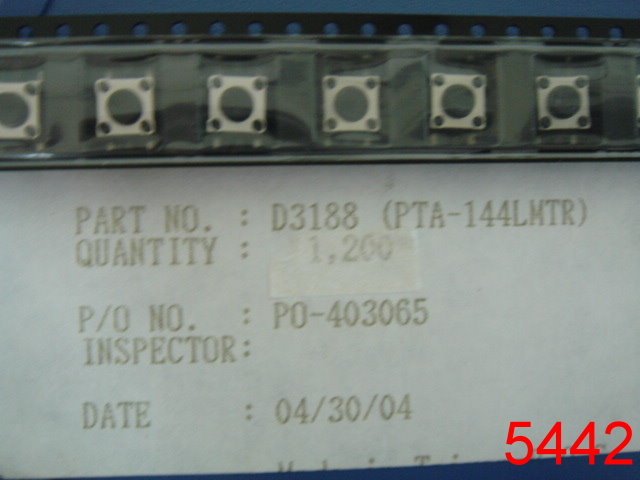 PART NO. : D3188 (PTA-144LMTR)
QUANTITY : 1,200
P/O NO. : PO-403065
INSPECTOR:
DATE : 04/30/04
5442